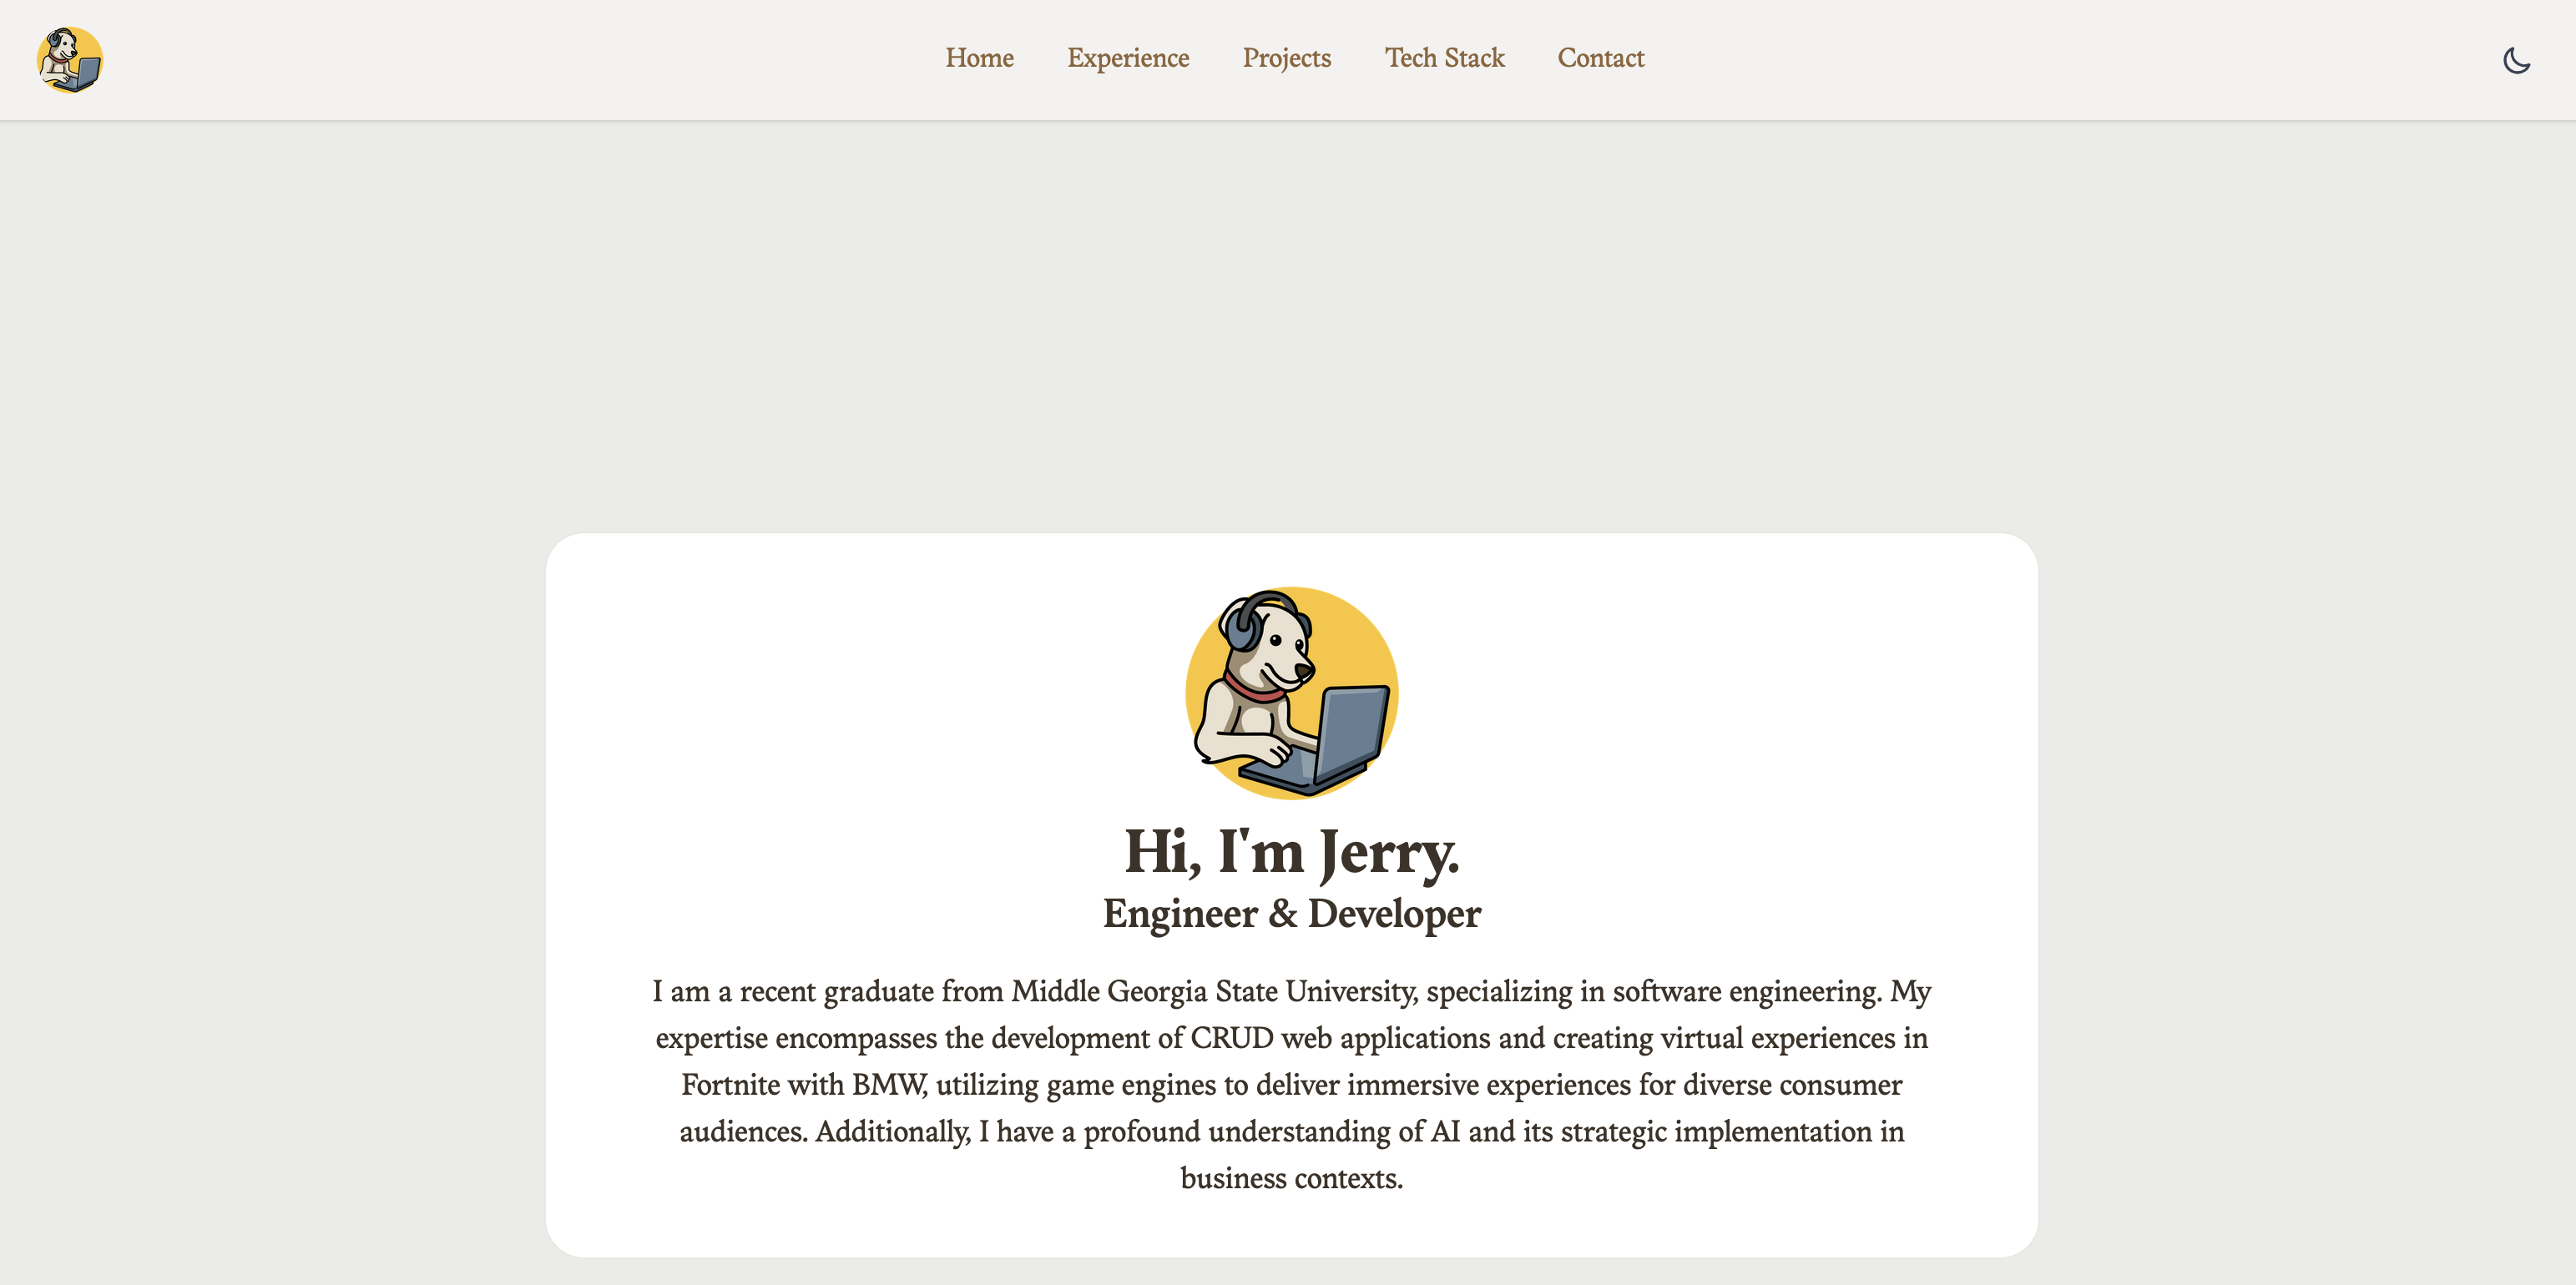 Home Experience Projects Tech Stack Contact
Hi, I'm Jerry.
Engineer & Developer
I am a recent graduate from Middle Georgia State University, specializing in software engineering. My
expertise encompasses the development of CRUD web applications and creating virtual experiences in
Fortnite with BMW, utilizing game engines to deliver immersive experiences for diverse consumer
audiences. Additionally, I have a profound understanding of AI and its strategic implementation in
business contexts.